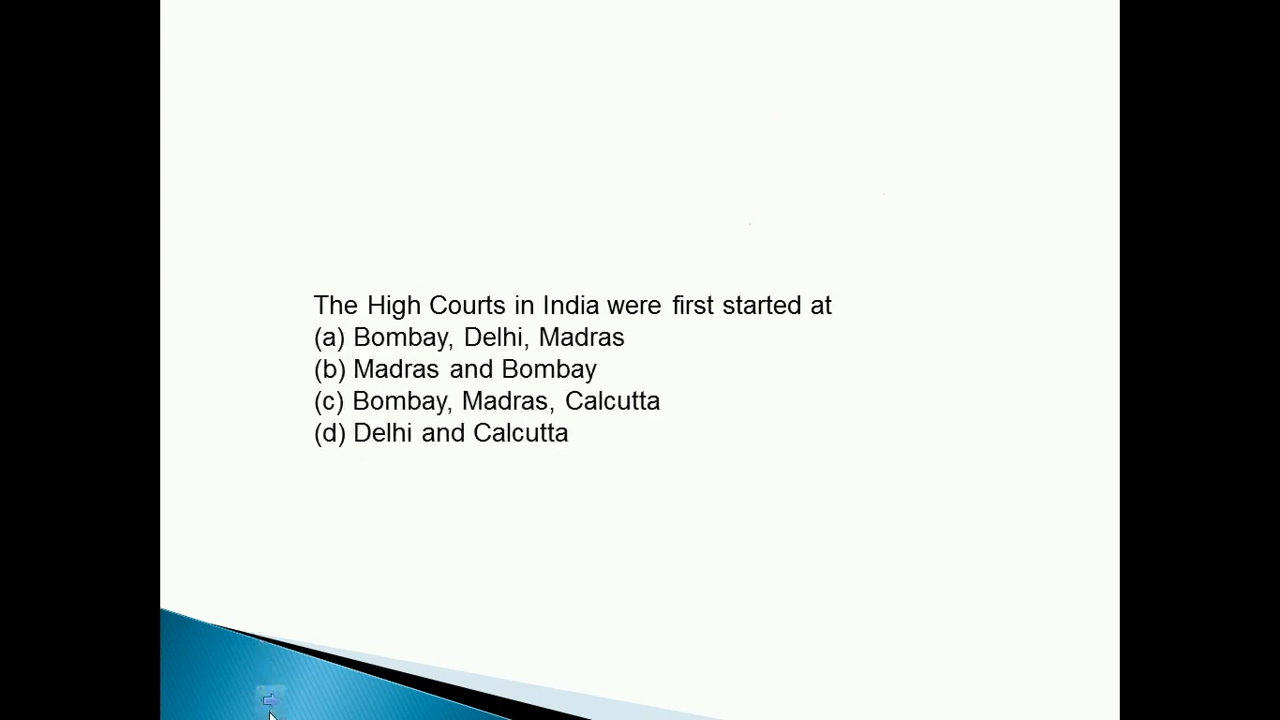 The High Courts in India were first started at
(a) Bombay, Delhi, Madras
(b) Madras and Bombay
(c) Bombay, Madras, Calcutta
(d) Delhi and Calcutta